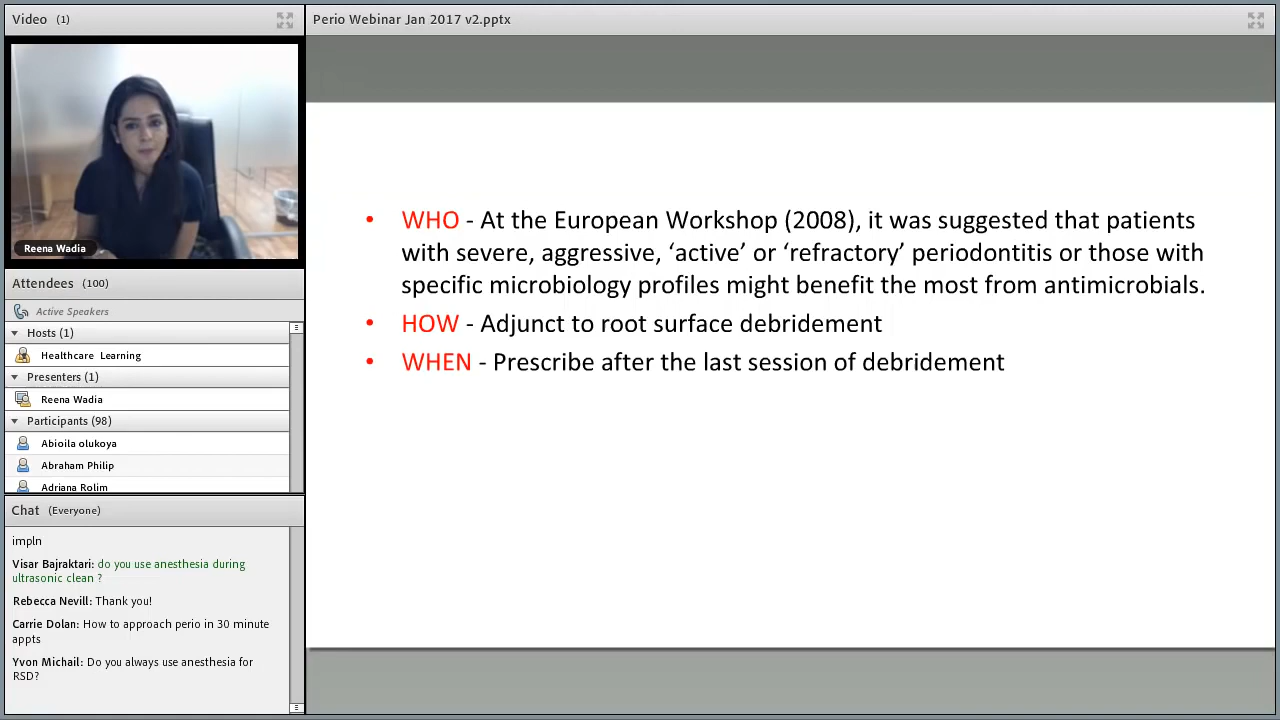 Video (1)
Reena Wadia
Attendees (100)
Active Speakers
Hosts (1)
Healthcare Learning
Presenters (1)
Reena Wadia
Participants (98)
Abioila olukoya
Abraham Philip
Adriana Rolim
Chat (Everyone)
impln
Visar Bajraktari: do you use anesthesia during
ultrasonic clean ?
Rebecca Nevill: Thank you!
Carrie Dolan: How to approach perio in 30 minute
appts
Yvon Michail: Do you always use anesthesia for
RSD?
Perio Webinar Jan 2017 v2.pptx
• WHO - At the European Workshop (2008), it was suggested that patients
with severe, aggressive, ‘active’ or ‘refractory’ periodontitis or those with
specific microbiology profiles might benefit the most from antimicrobials.
• HOW - Adjunct to root surface debridement
• WHEN - Prescribe after the last session of debridement